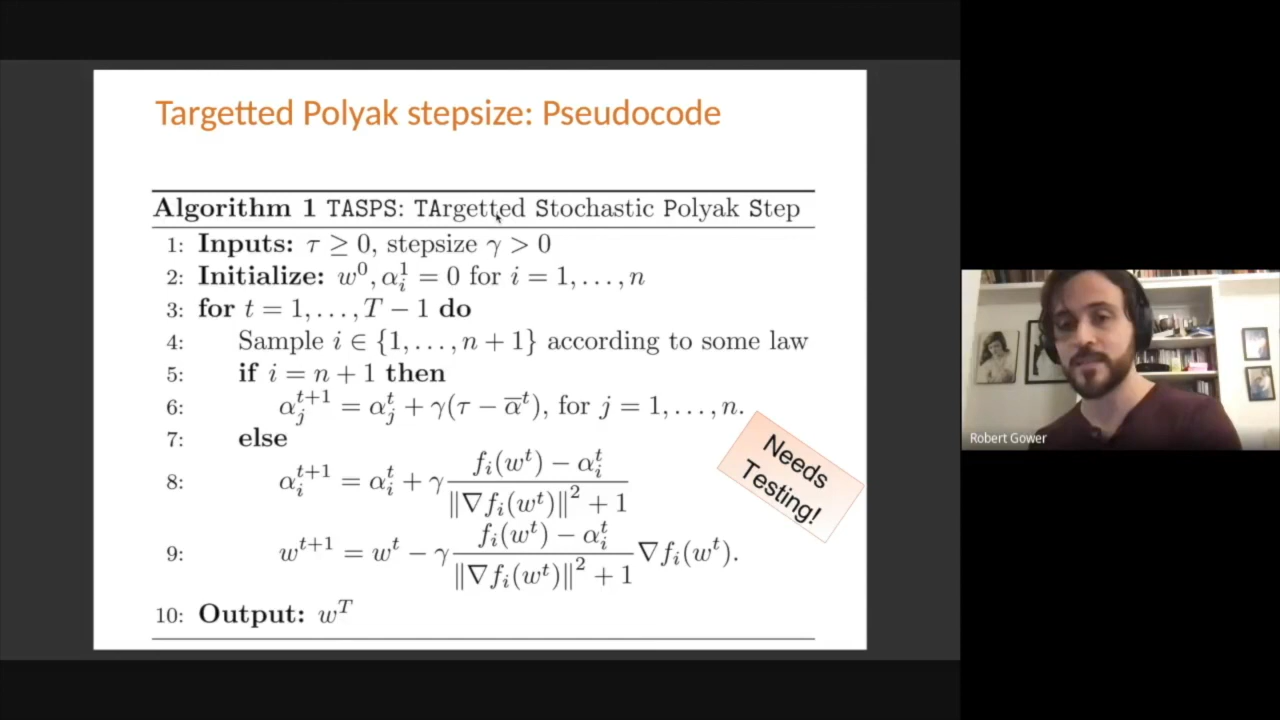 Targetted Polyak stepsize: Pseudocode
Algorithm 1 TASPS: TArgetted Stochastic Polyak Step
1: Inputs: τ ≥ 0, stepsize γ > 0
2: Initialize: w^0, α_i^1 = 0 for i = 1, . . . , n
3: for t = 1, . . . , T − 1 do
4: Sample i ∈ {1, . . . , n + 1} according to some law
5: if i = n + 1 then
6: α_j^{t+1} = α_j^t + γ(τ − \overline{α}^t), for j = 1, . . . , n.
7: else
8: α_i^{t+1} = α_i^t + γ \frac{f_i(w^t) − α_i^t}{‖∇f_i(w^t)‖^2 + 1}
9: w^{t+1} = w^t − γ \frac{f_i(w^t) − α_i^t}{‖∇f_i(w^t)‖^2 + 1} ∇f_i(w^t).
10: Output: w^T
Needs
Testing!
Robert Gower